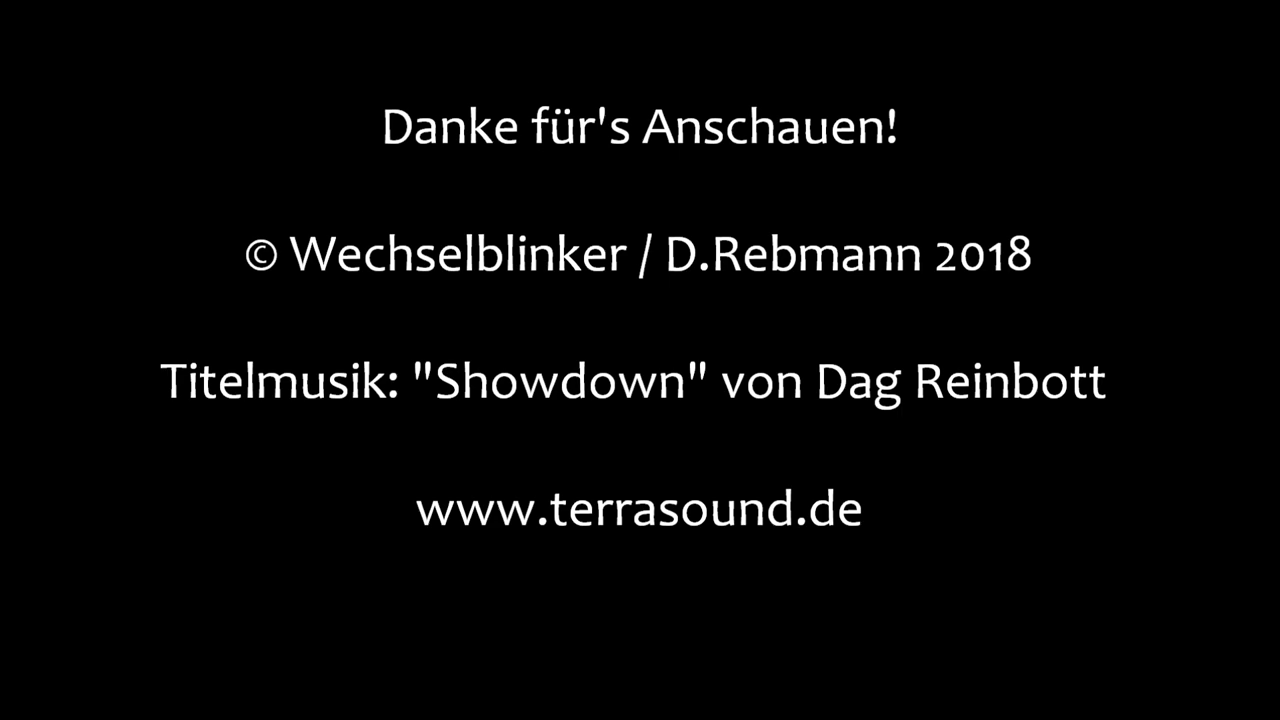 Danke für's Anschauen!
© Wechselblinker / D.Rebmann 2018
Titelmusik: "Showdown" von Dag Reinbott
www.terrasound.de